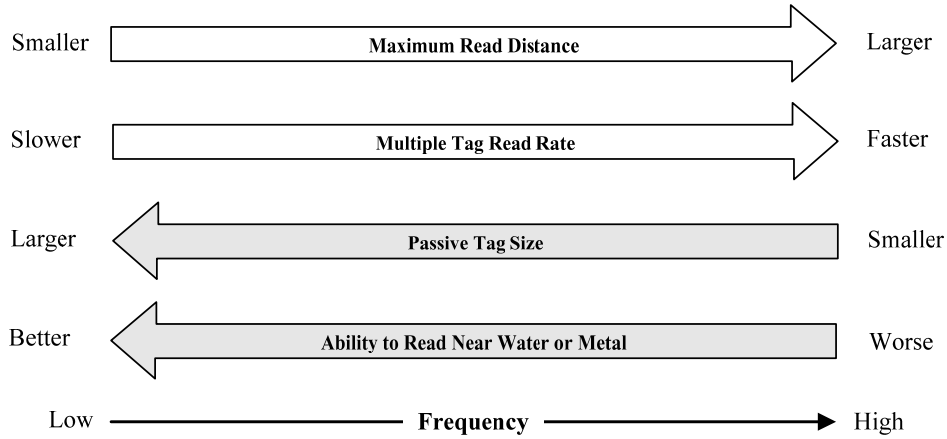 Smaller Maximum Read Distance Larger
Slower Multiple Tag Read Rate Faster
Larger Passive Tag Size Smaller
Better Ability to Read Near Water or Metal Worse
Low Frequency High